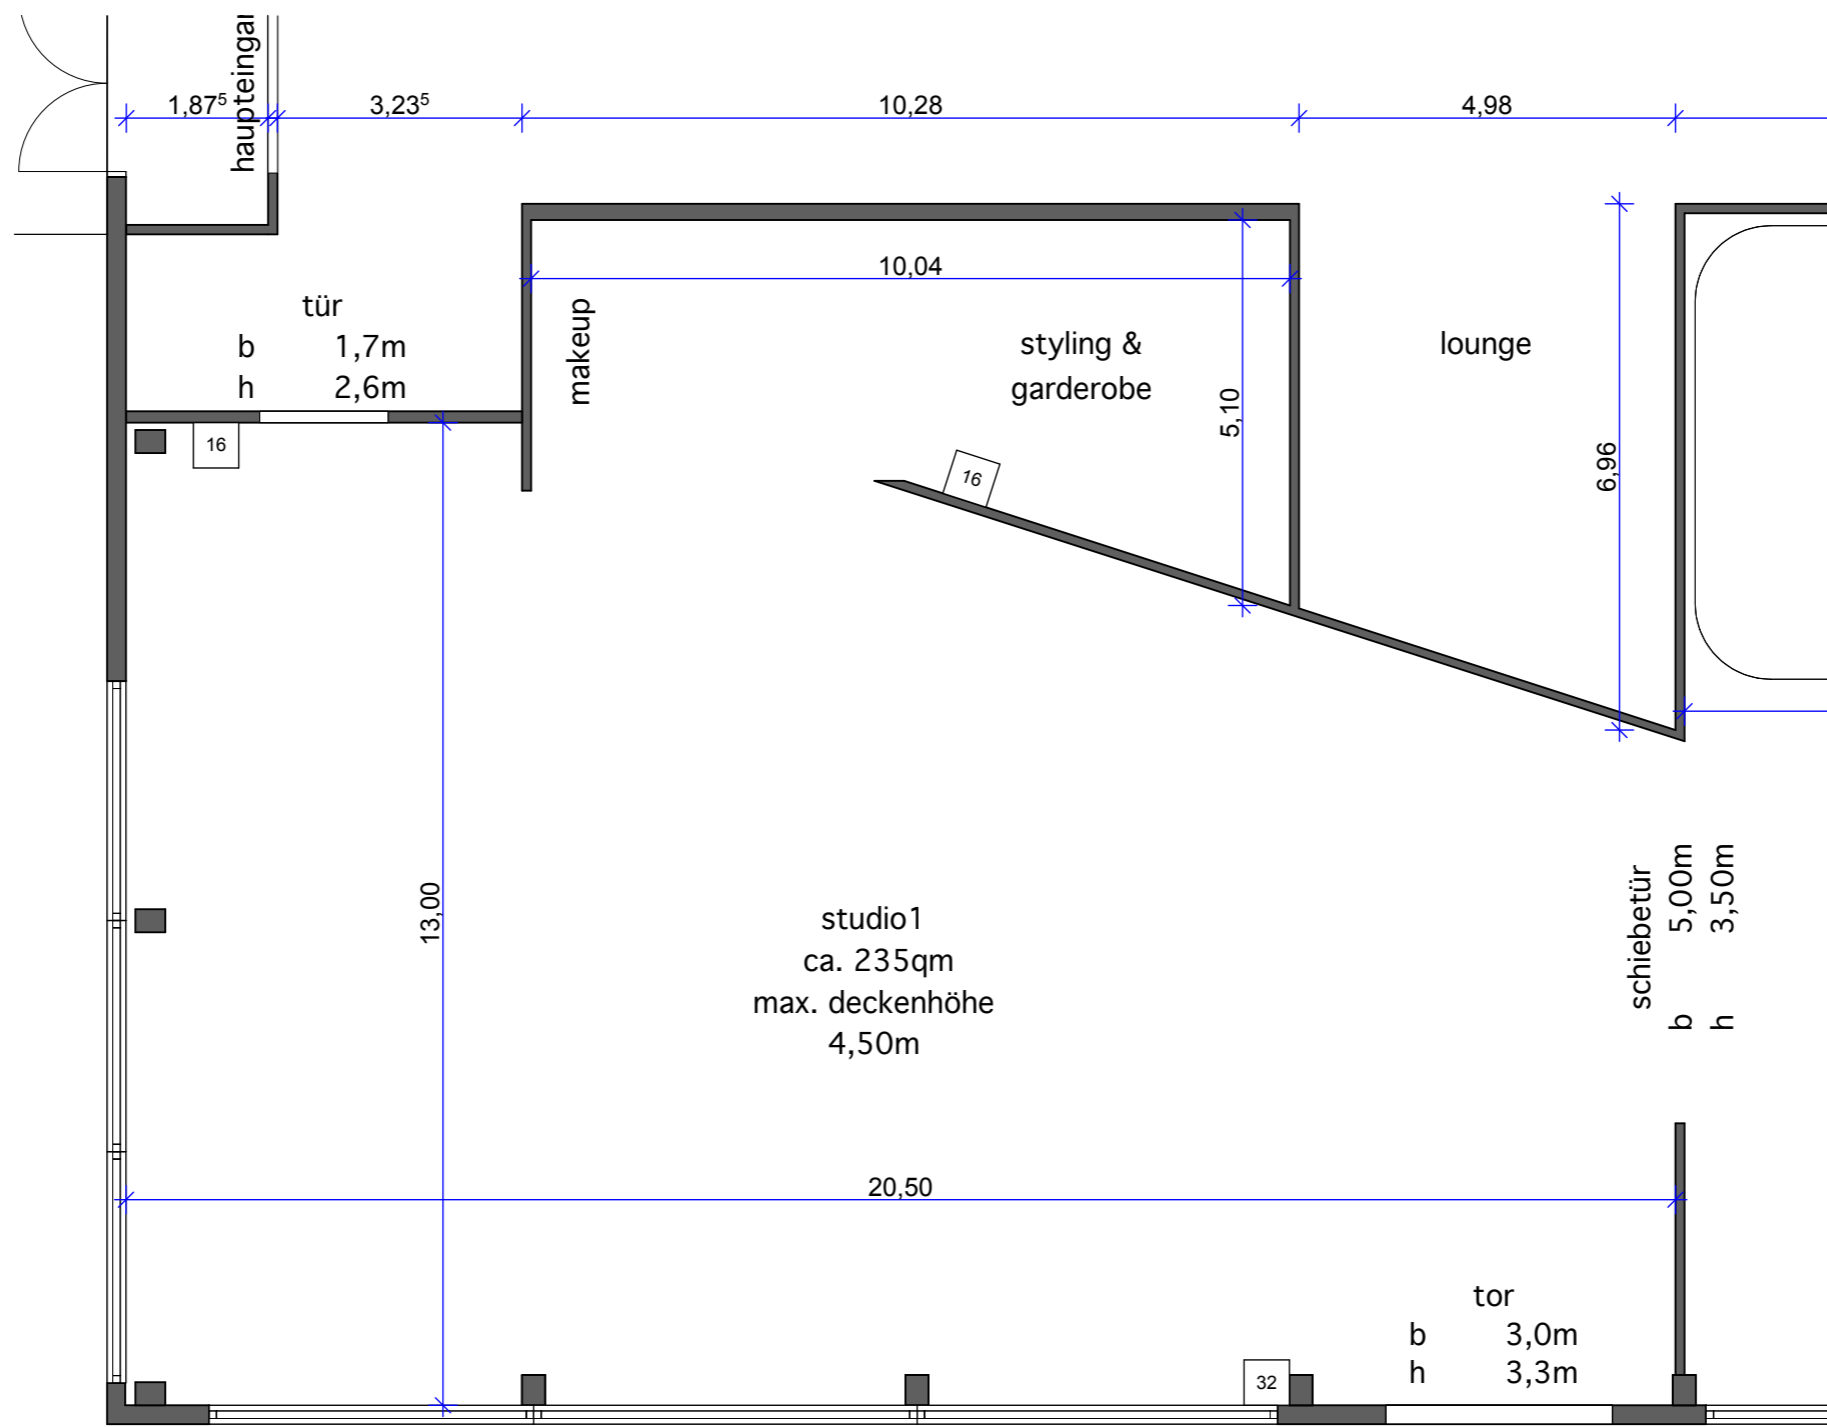 haupteingan
1,87⁵
3,23⁵
10,28
4,98
10,04
tür
b 1,7m
h 2,6m
makeup
styling &
garderobe
lounge
5,10
6,96
16
16
13,00
studio1
ca. 235qm
max. deckenhöhe
4,50m
schiebetür
b 5,00m
h 3,50m
20,50
tor
b 3,0m
h 3,3m
32